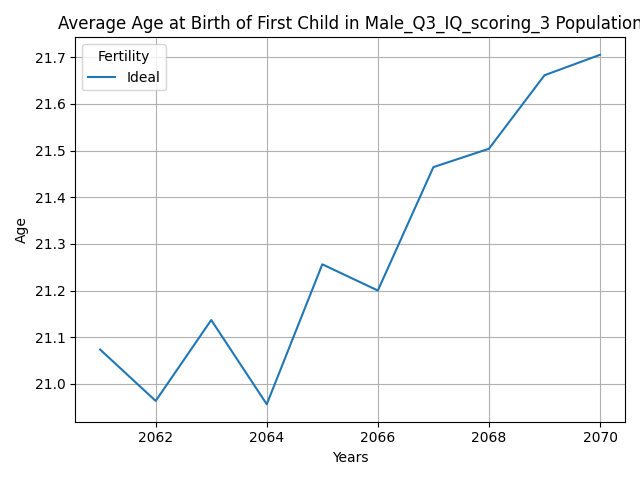 Average Age at Birth of First Child in Male_Q3_IQ_scoring_3 Population
Fertility
Ideal
21.7
21.6
21.5
21.4
21.3
21.2
21.1
21.0
Age
2062 2064 2066 2068 2070
Years